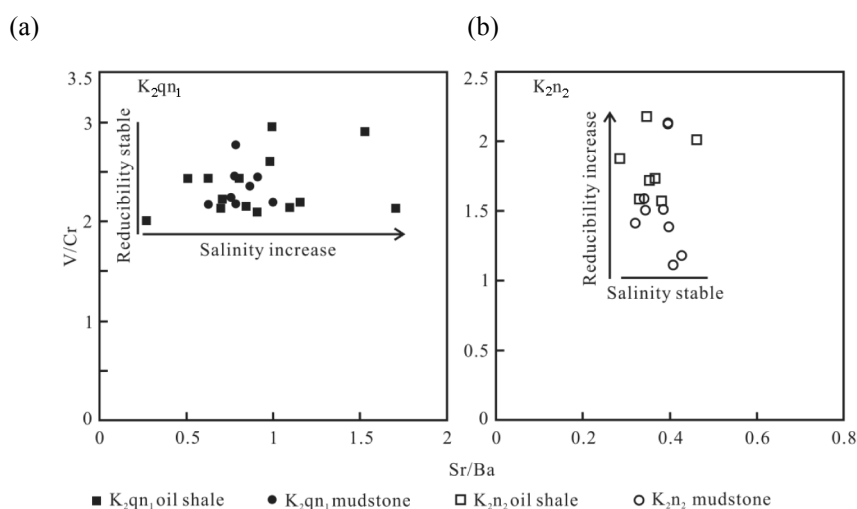 (a)
(b)
K₂qn₁
K₂n₂
3.5
3
2
1
0
V/Cr
Reducibility stable
Salinity increase
0
0.5
1
1.5
2
2.5
2
1.5
1
0.5
0
Reducibility increase
Salinity stable
0
0.2
0.4
0.6
0.8
Sr/Ba
K₂qn₁ oil shale
K₂qn₁ mudstone
K₂n₂ oil shale
K₂n₂ mudstone